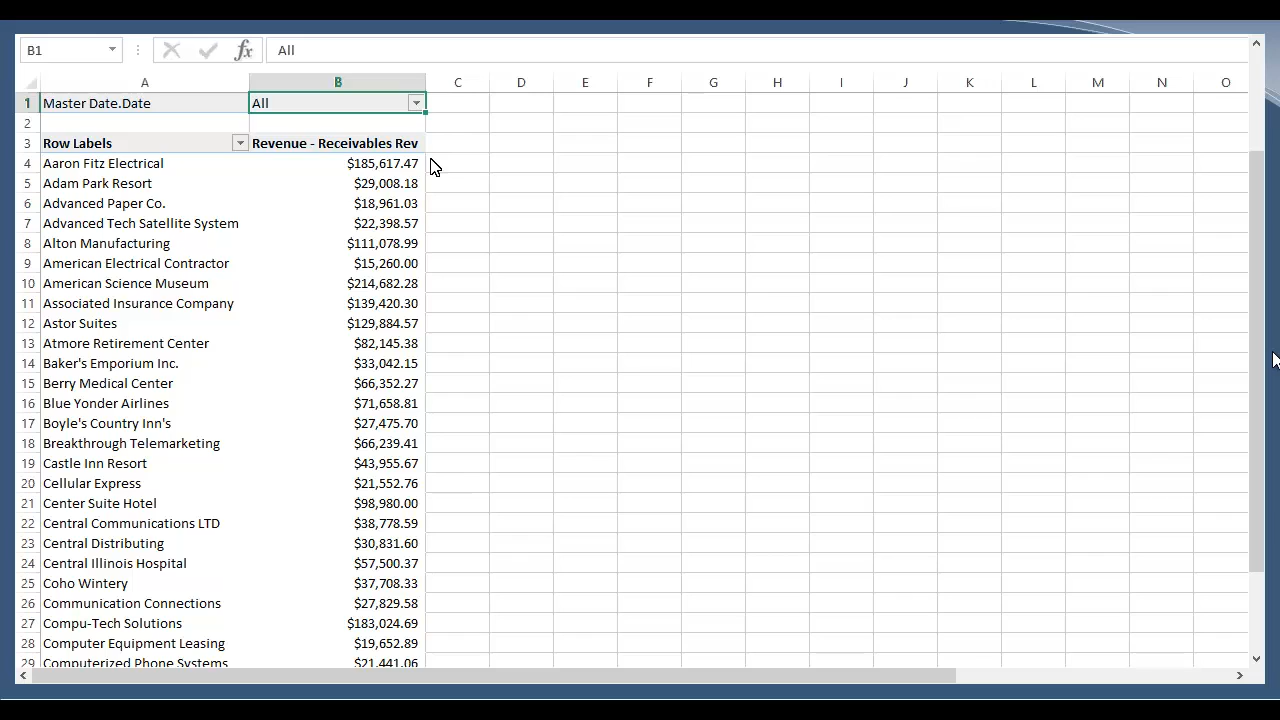 B1 fx All
A B C D E F G H I J K L M N O
1 Master Date.Date All
2
3 Row Labels Revenue - Receivables Rev
4 Aaron Fitz Electrical $185,617.47
5 Adam Park Resort $29,008.18
6 Advanced Paper Co. $18,961.03
7 Advanced Tech Satellite System $22,398.57
8 Alton Manufacturing $111,078.99
9 American Electrical Contractor $15,260.00
10 American Science Museum $214,682.28
11 Associated Insurance Company $139,420.30
12 Astor Suites $129,884.57
13 Atmore Retirement Center $82,145.38
14 Baker's Emporium Inc. $33,042.15
15 Berry Medical Center $66,352.27
16 Blue Yonder Airlines $71,658.81
17 Boyle's Country Inn's $27,475.70
18 Breakthrough Telemarketing $66,239.41
19 Castle Inn Resort $43,955.67
20 Cellular Express $21,552.76
21 Center Suite Hotel $98,980.00
22 Central Communications LTD $38,778.59
23 Central Distributing $30,831.60
24 Central Illinois Hospital $57,500.37
25 Coho Wintery $37,708.33
26 Communication Connections $27,829.58
27 Compu-Tech Solutions $183,024.69
28 Computer Equipment Leasing $19,652.89
29 Computerized Phone Systems $21,441.06